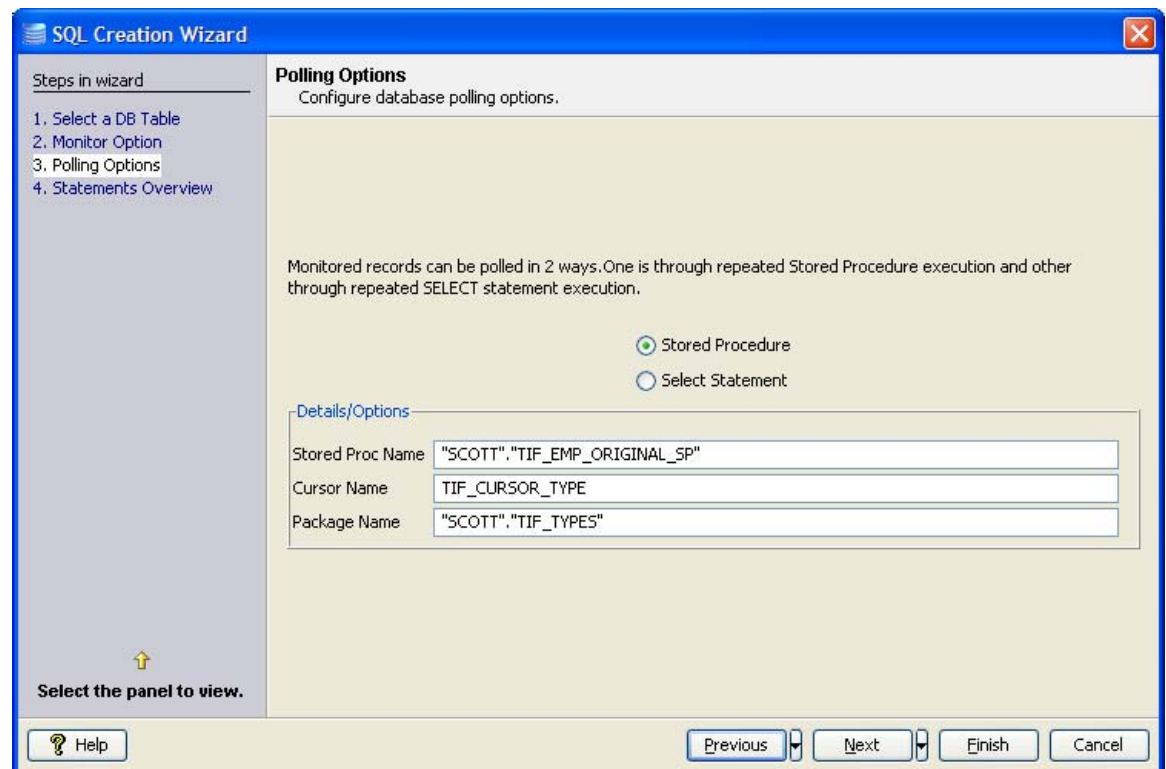 SQL Creation Wizard
Steps in wizard
1. Select a DB Table
2. Monitor Option
3. Polling Options
4. Statements Overview
Select the panel to view.
Polling Options
Configure database polling options.
Monitored records can be polled in 2 ways.One is through repeated Stored Procedure execution and other
through repeated SELECT statement execution.
Stored Procedure
Select Statement
Details/Options
Stored Proc Name "SCOTT"."TIF_EMP_ORIGINAL_SP"
Cursor Name TIF_CURSOR_TYPE
Package Name "SCOTT"."TIF_TYPES"
? Help Previous Next Finish Cancel